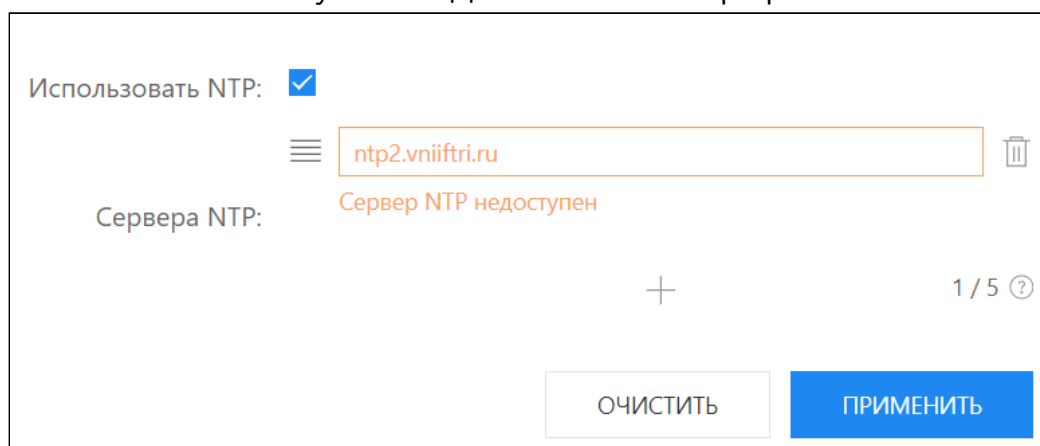 Использовать NTP:
ntp2.vniiftri.ru
Сервер NTP недоступен
Сервера NTP:
1 / 5 ?
ОЧИСТИТЬ
ПРИМЕНИТЬ